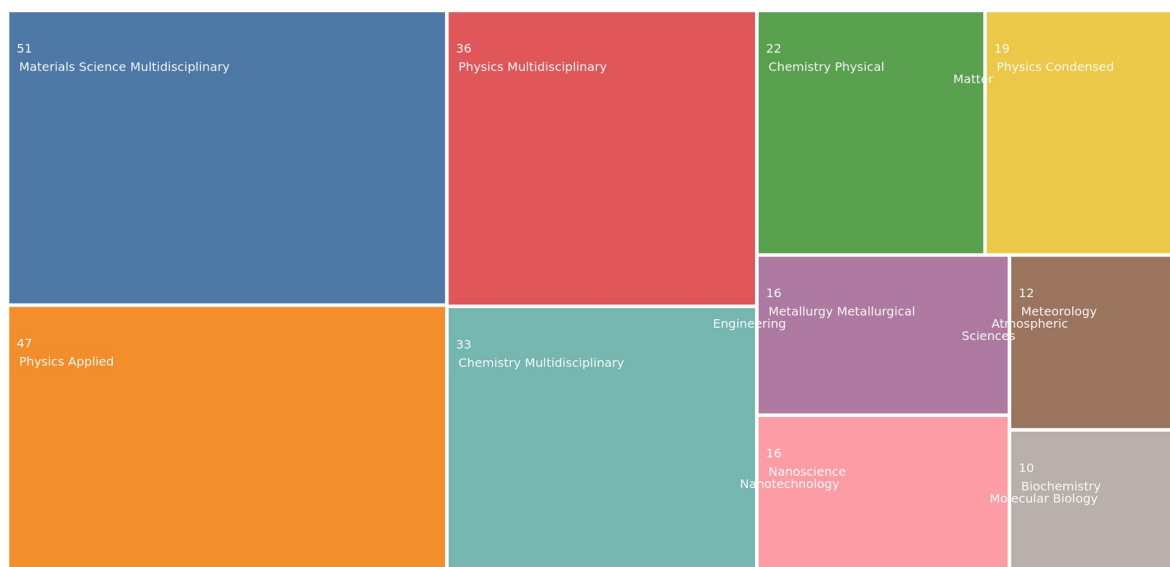 51
Materials Science Multidisciplinary
36
Physics Multidisciplinary
22
Chemistry Physical
19
Physics Condensed
Matter
47
Physics Applied
33
Chemistry Multidisciplinary
16
Metallurgy Metallurgical
Engineering
12
Meteorology
Atmospheric
Sciences
16
Nanoscience
Nanotechnology
10
Biochemistry
Molecular Biology